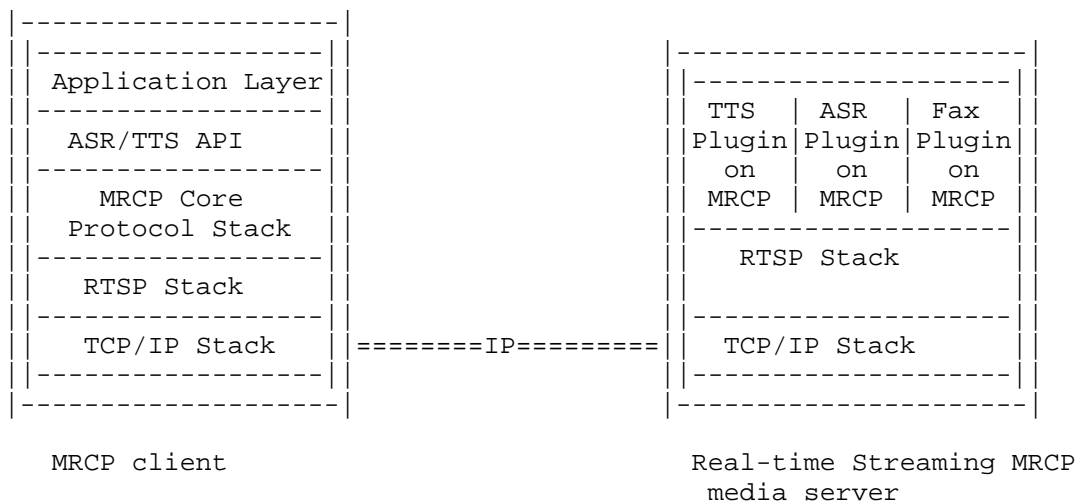 Application Layer
ASR/TTS API
MRCP Core
Protocol Stack
RTSP Stack
TCP/IP Stack
MRCP client
========IP=========
TTS | ASR | Fax
Plugin|Plugin|Plugin
on | on | on
MRCP | MRCP | MRCP
RTSP Stack
TCP/IP Stack
Real-time Streaming MRCP
media server